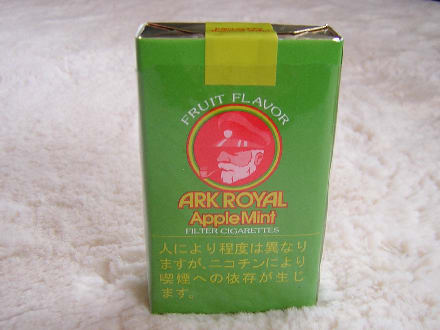 FRUIT FLAVOR
ARK ROYAL
Apple Mint
FILTER CIGARETTES
人により程度は異なり
ますが、ニコチンにより
喫煙への依存が生じ
ます。